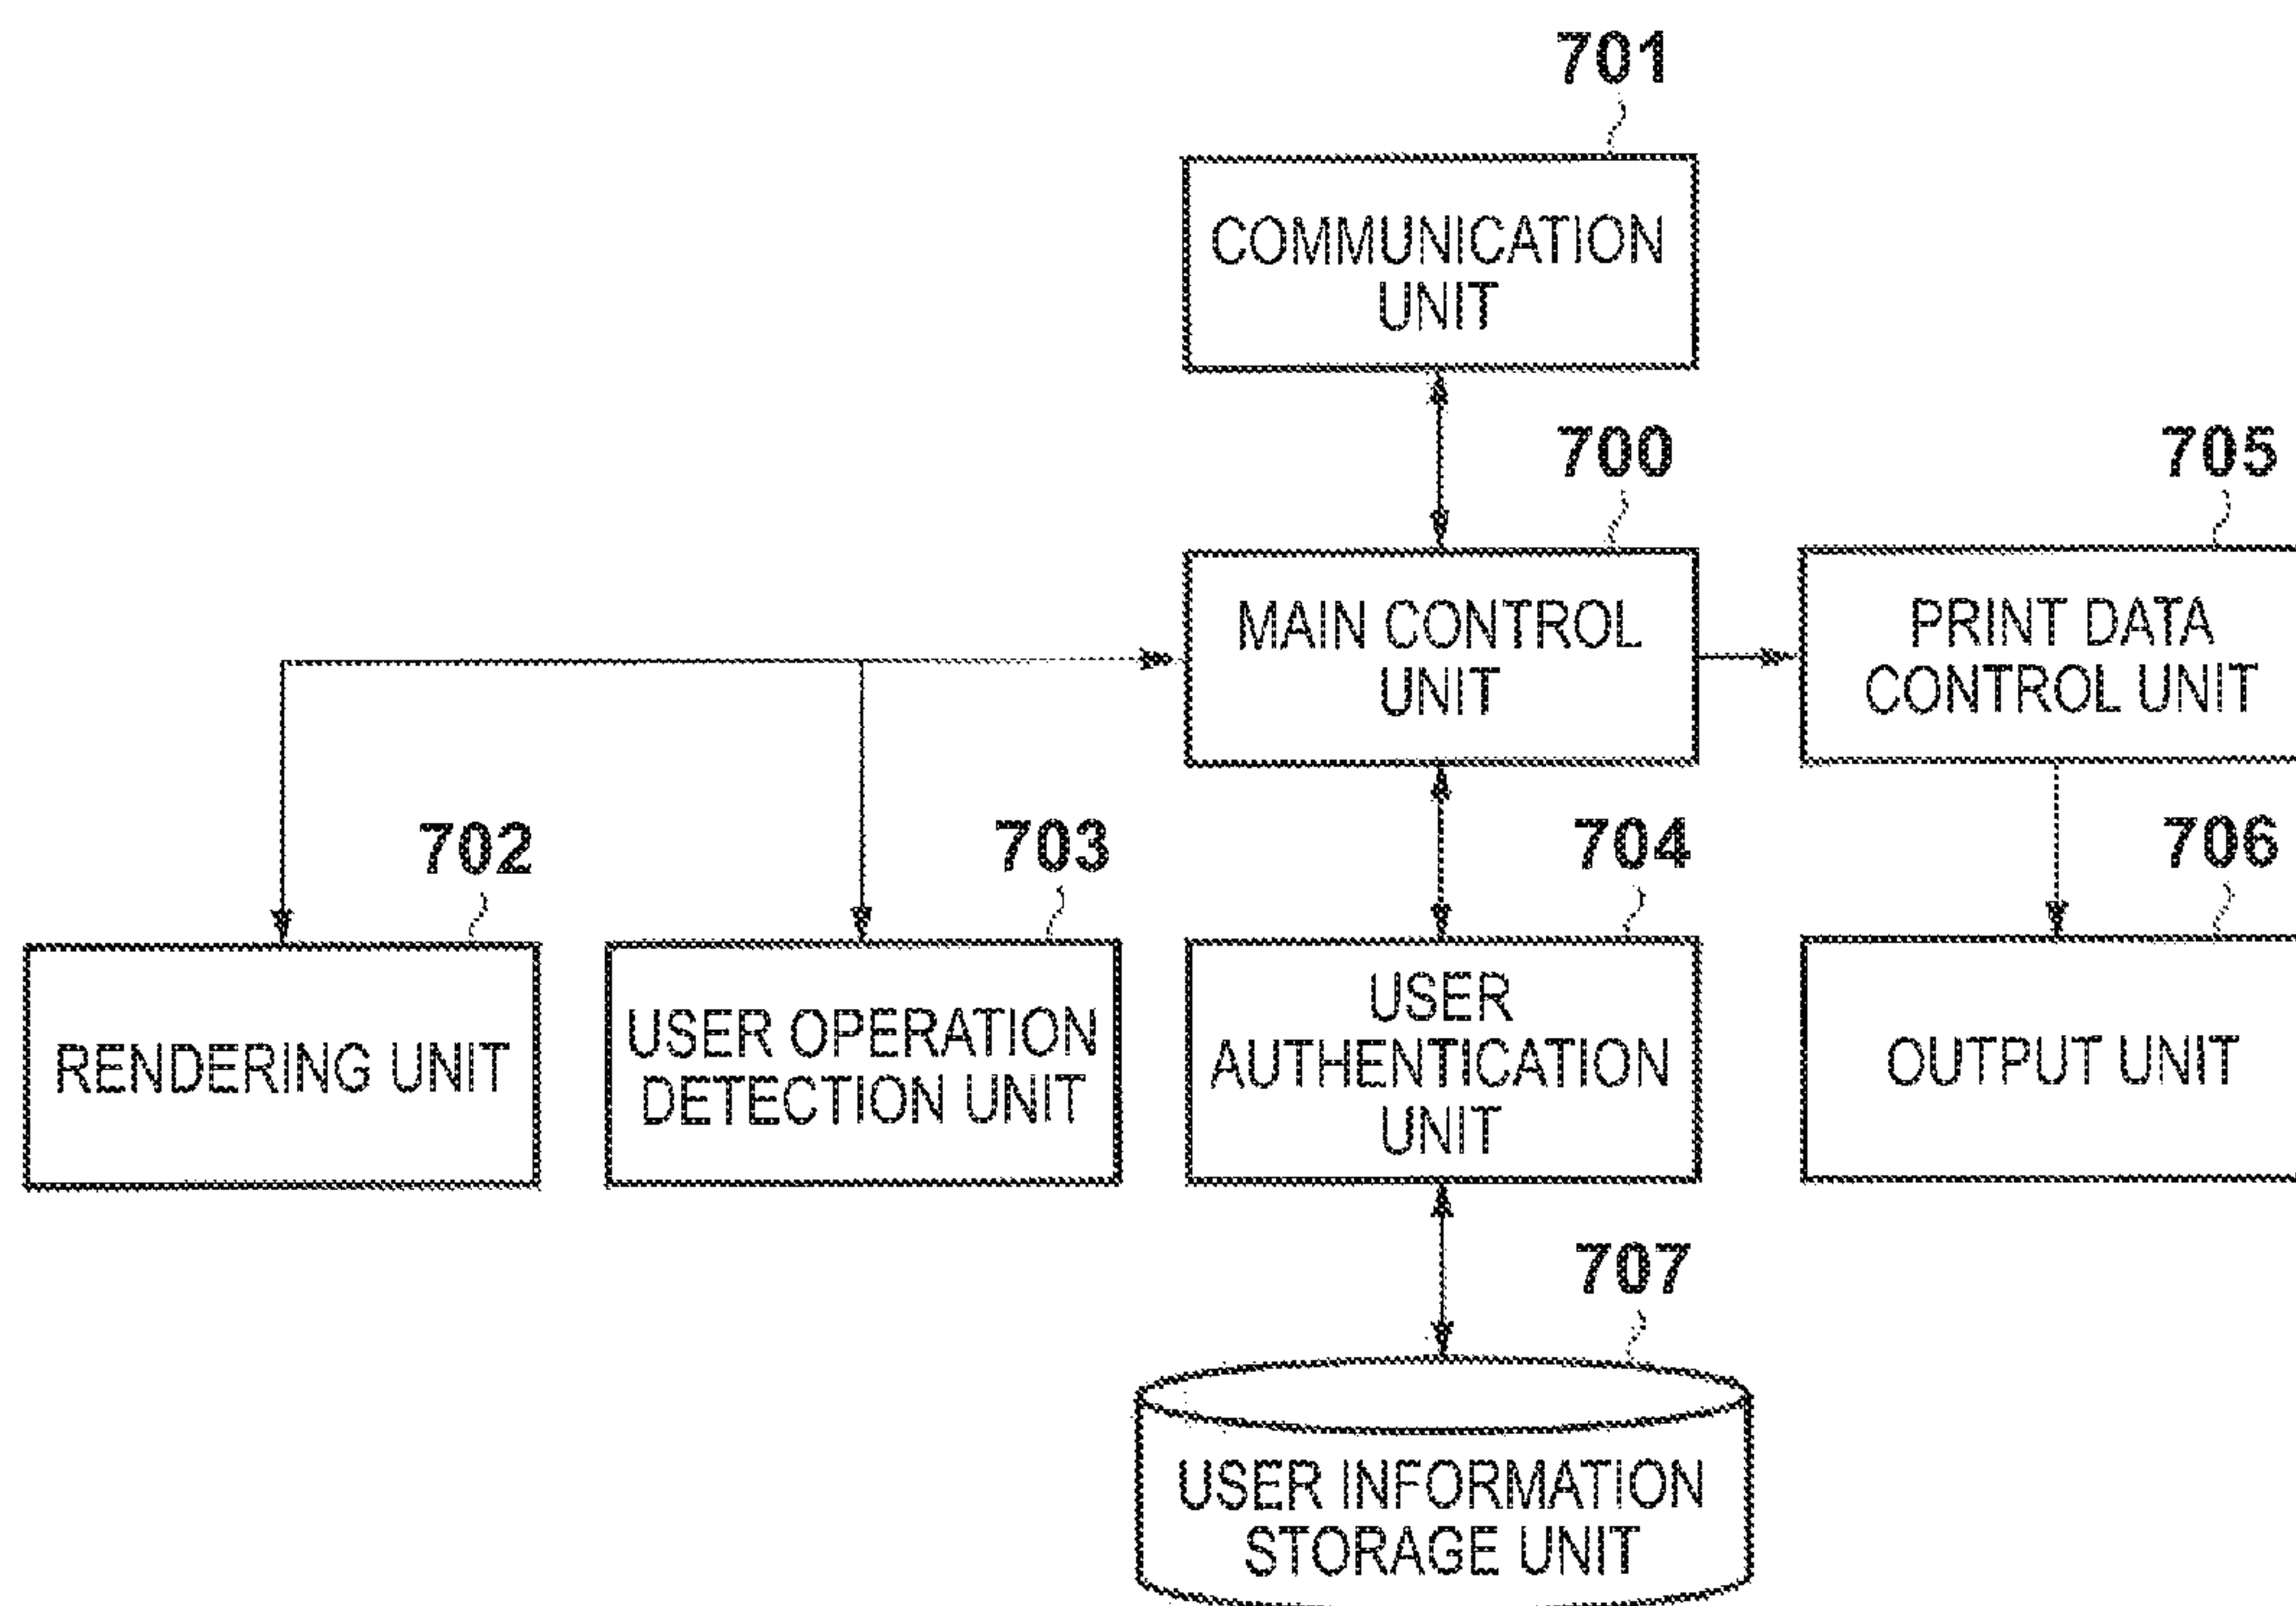 701
COMMUNICATION
UNIT
700
MAIN CONTROL
UNIT
705
PRINT DATA
CONTROL UNIT
702
RENDERING UNIT
703
USER OPERATION
DETECTION UNIT
704
USER
AUTHENTICATION
UNIT
706
OUTPUT UNIT
707
USER INFORMATION
STORAGE UNIT